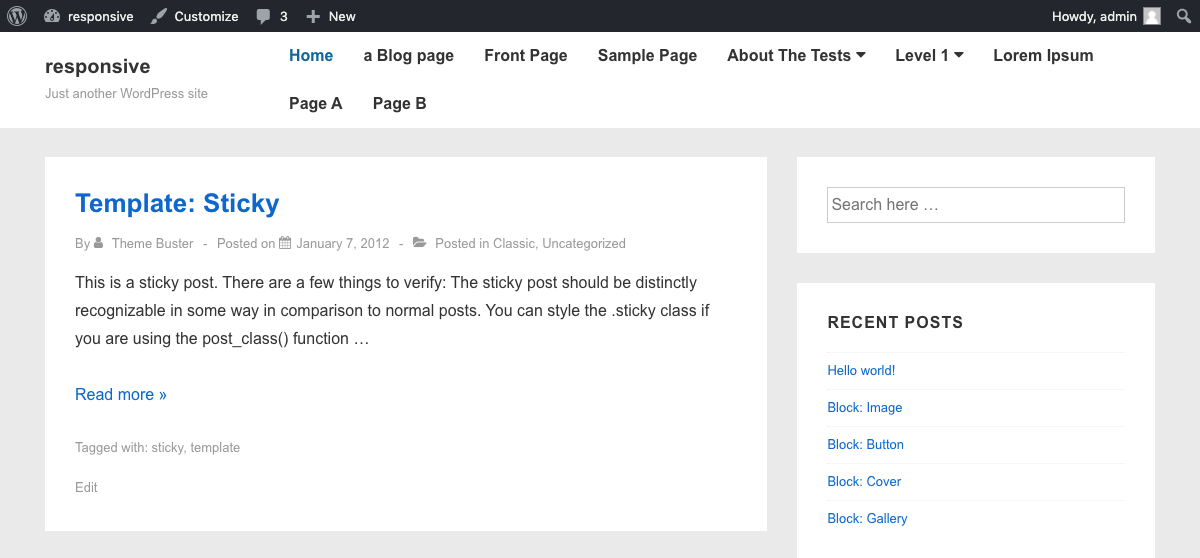 responsive Customize 3 New Howdy, admin
responsive
Just another WordPress site
Home a Blog page Front Page Sample Page About The Tests Level 1 Lorem Ipsum
Page A Page B
Template: Sticky
By Theme Buster - Posted on January 7, 2012 - Posted in Classic, Uncategorized
This is a sticky post. There are a few things to verify: The sticky post should be distinctly
recognizable in some way in comparison to normal posts. You can style the .sticky class if
you are using the post_class() function …
Read more »
Tagged with: sticky, template
Edit
Search here …
RECENT POSTS
Hello world!
Block: Image
Block: Button
Block: Cover
Block: Gallery